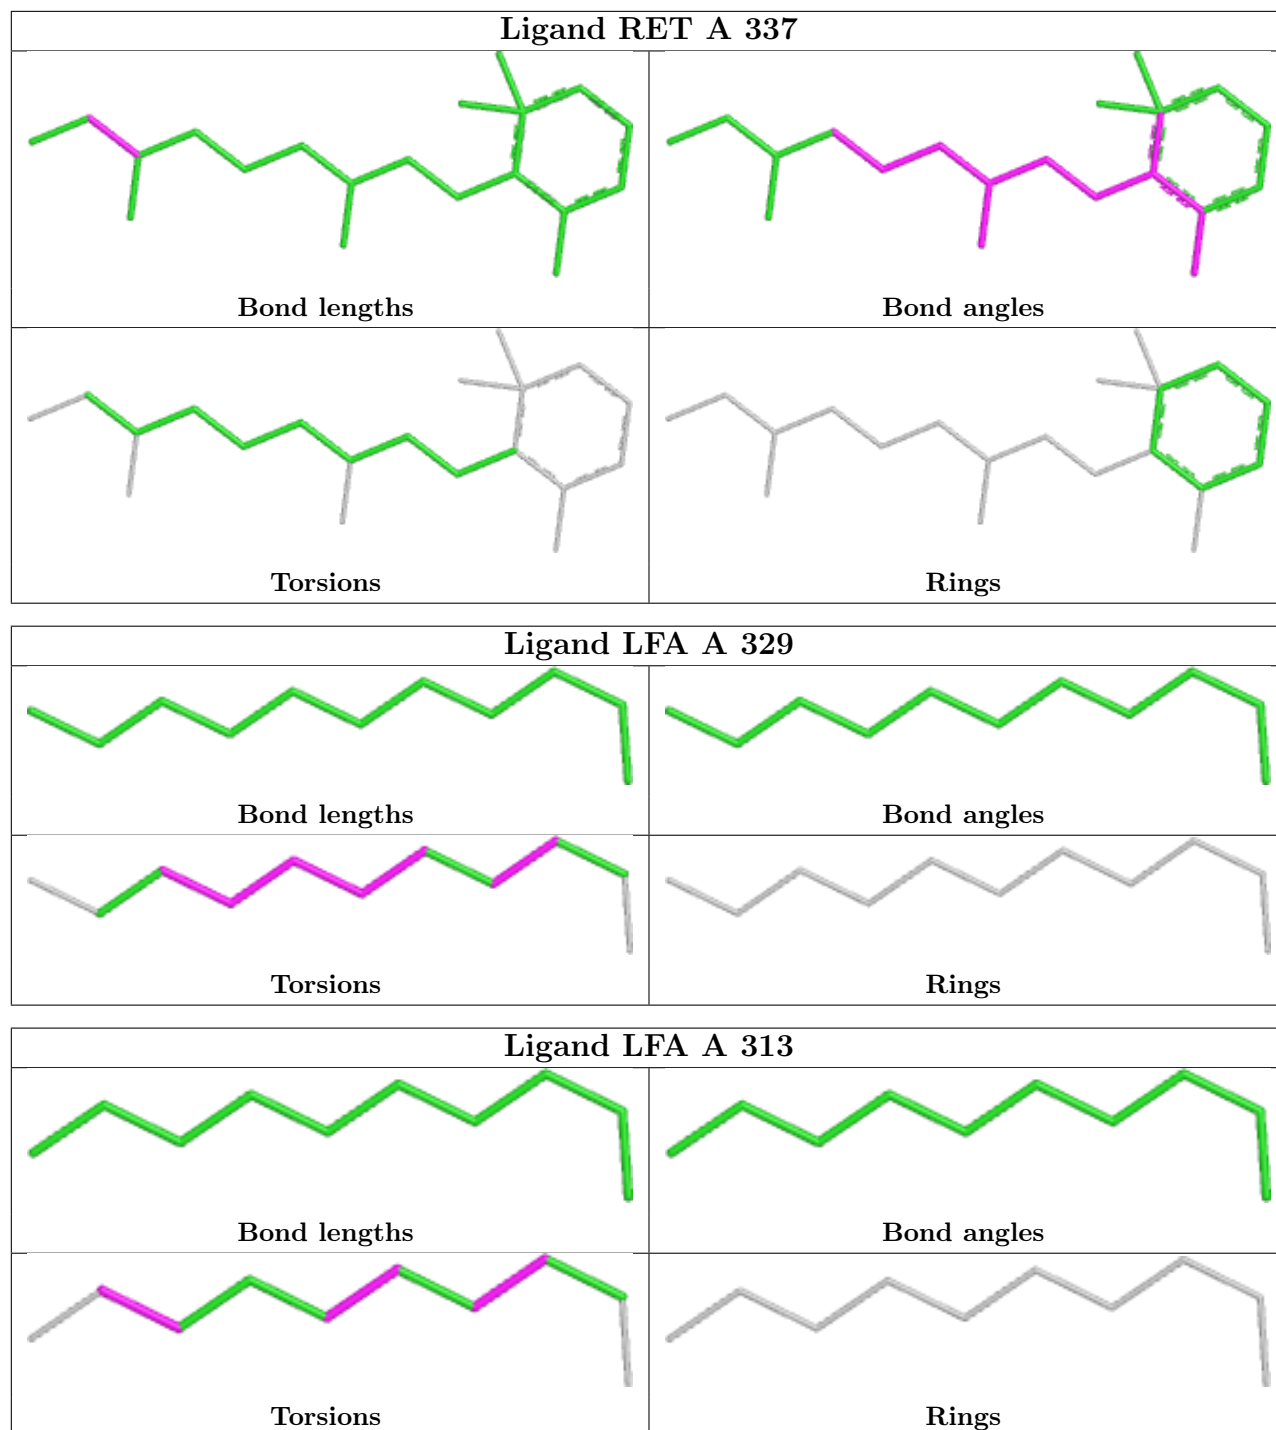 Ligand RET A 337
Bond lengths
Bond angles
Torsions
Rings
Ligand LFA A 329
Bond lengths
Bond angles
Torsions
Rings
Ligand LFA A 313
Bond lengths
Bond angles
Torsions
Rings